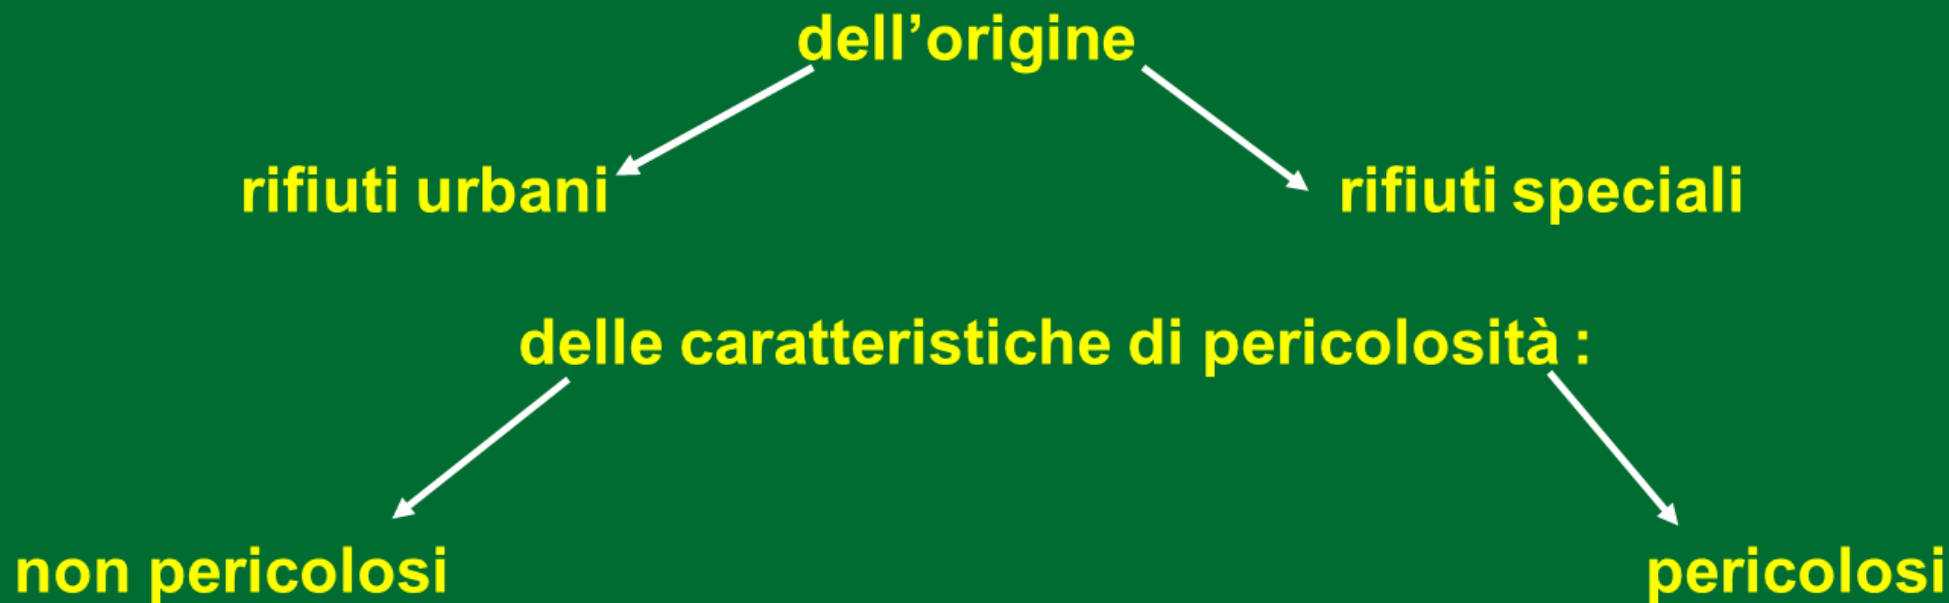 dell’origine
rifiuti urbani rifiuti speciali
delle caratteristiche di pericolosità :
non pericolosi pericolosi